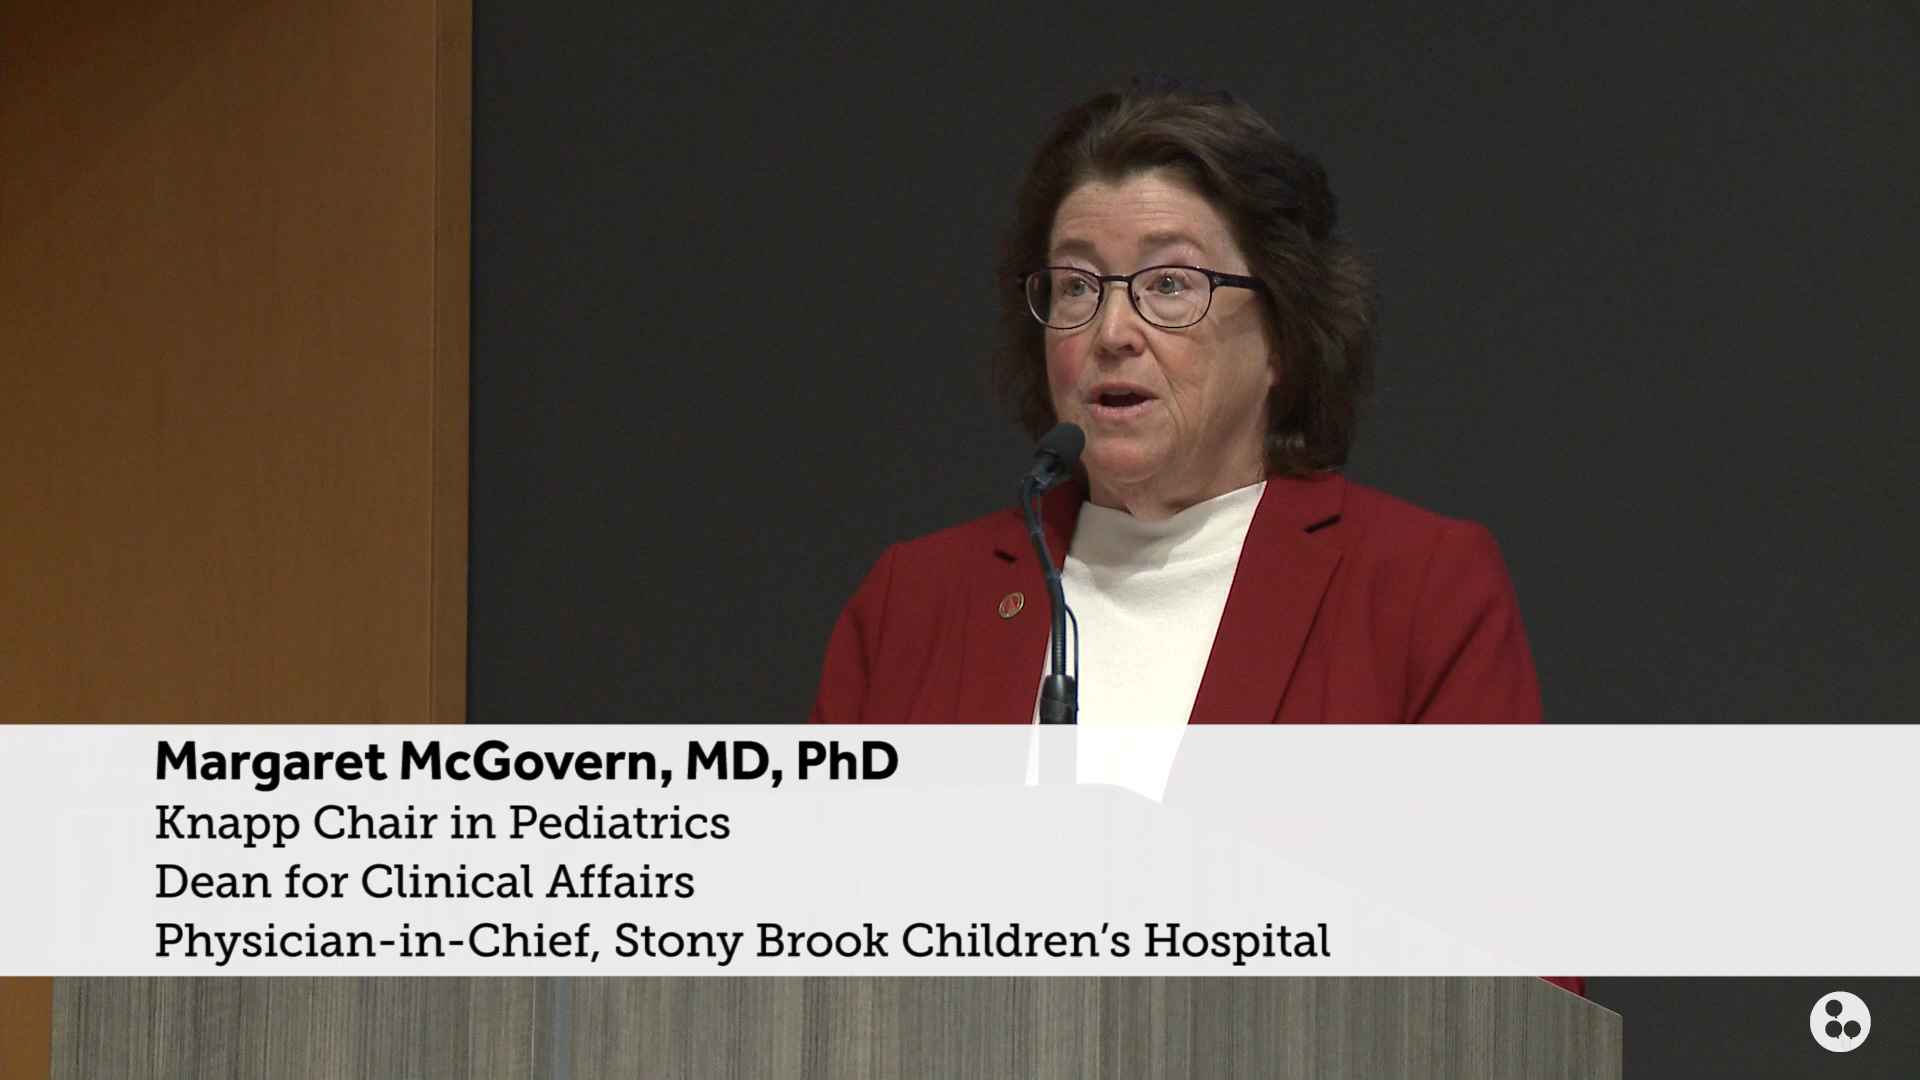 Margaret McGovern, MD, PhD
Knapp Chair in Pediatrics
Dean for Clinical Affairs
Physician-in-Chief, Stony Brook Children’s Hospital